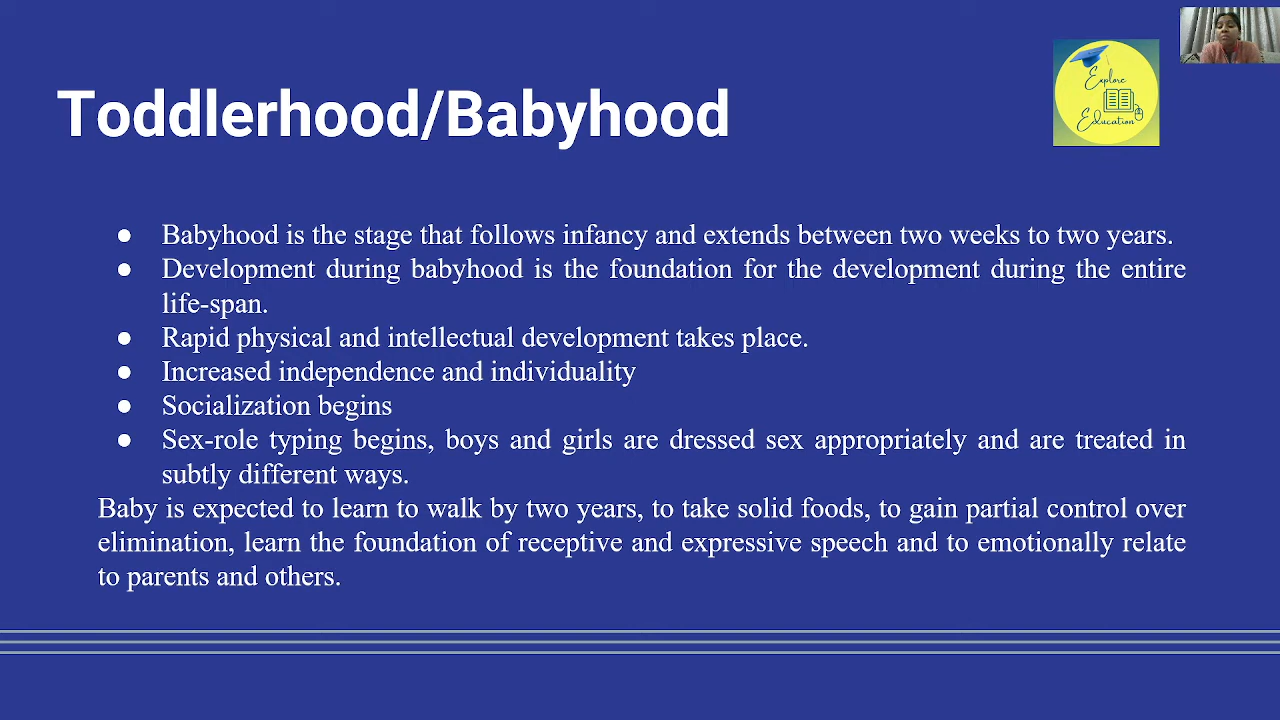 Toddlerhood/Babyhood
Explore
Education
● Babyhood is the stage that follows infancy and extends between two weeks to two years.
● Development during babyhood is the foundation for the development during the entire
life-span.
● Rapid physical and intellectual development takes place.
● Increased independence and individuality
● Socialization begins
● Sex-role typing begins, boys and girls are dressed sex appropriately and are treated in
subtly different ways.
Baby is expected to learn to walk by two years, to take solid foods, to gain partial control over
elimination, learn the foundation of receptive and expressive speech and to emotionally relate
to parents and others.